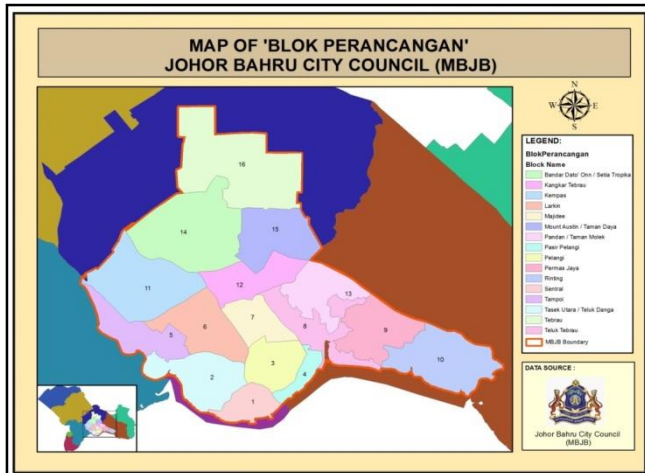 MAP OF 'BLOK PERANCANGAN'
JOHOR BAHRU CITY COUNCIL (MBJB)
N
W E
S
16
14
15
11
12
13
5
6
7
8
9
10
2
3
4
1
LEGEND:
BlokPerancangan
Block Name
Bandar Dato' Onn / Setia Tropika
Kangkar Tebrau
Kempas
Larkin
Majidee
Mount Austin / Taman Daya
Pandan / Taman Molek
Pasir Pelangi
Pelangi
Permas Jaya
Rinting
Sentral
Tampoi
Tasek Utara / Teluk Danga
Tebrau
Teluk Tebrau
MBJB Boundary
DATA SOURCE :
Johor Bahru City Council
(MBJB)